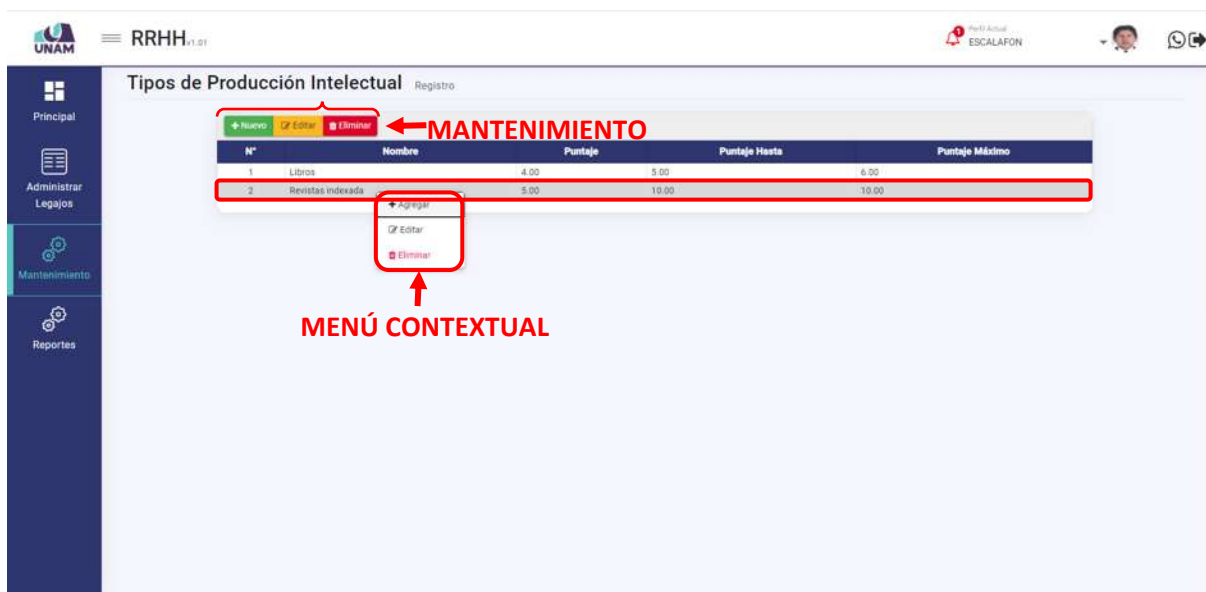 UNAM
RRHH v1.01
Perfil Actual
ESCALAFON
Principal
Administrar
Legajos
Mantenimiento
Reportes
Tipos de Producción Intelectual Registro
Nuevo Editar Eliminar
MANTENIMIENTO
N° Nombre Puntaje Puntaje Hasta Puntaje Máximo
1 Libros 4.00 5.00 6.00
2 Revistas indexada 5.00 10.00 10.00
Agregar
Editar
Eliminar
MENÚ CONTEXTUAL